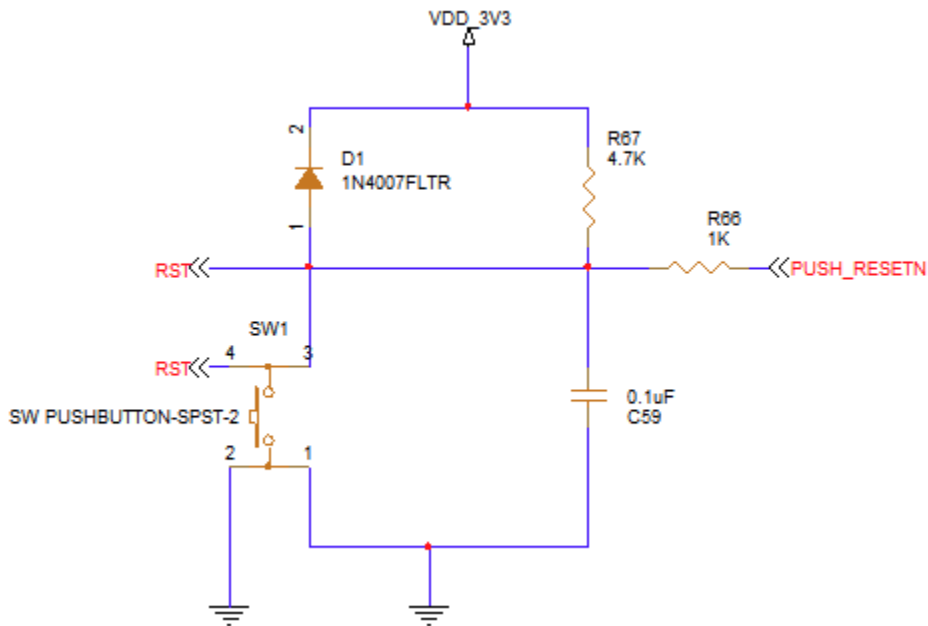 VDD_3V3
2
D1
1N4007FLTR
1
R67
4.7K
R66
1K
RST
PUSH_RESETN
SW1
4
3
RST
SW PUSHBUTTON-SPST-2
2
1
0.1uF
C59